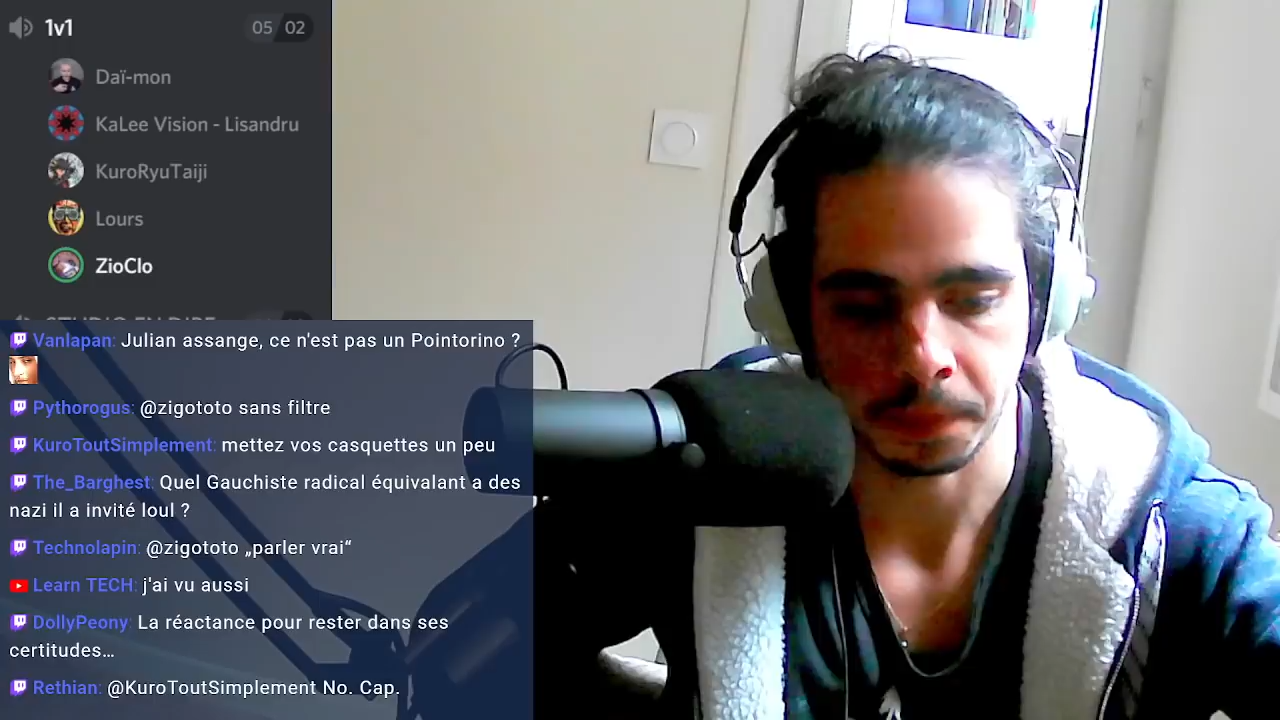 1v1
05 02
Daï-mon
KaLee Vision - Lisandru
KuroRyuTaiji
Lours
ZioClo
STUDIO EN DIRE
Vanlapan: Julian assange, ce n'est pas un Pointorino ?
Pythorogus: @zigototo sans filtre
KuroToutSimplement: mettez vos casquettes un peu
The_Barghest: Quel Gauchiste radical équivalant a des
nazi il a invité loul ?
Technolapin: @zigototo „parler vrai“
Learn TECH: j'ai vu aussi
DollyPeony: La réactance pour rester dans ses
certitudes…
Rethian: @KuroToutSimplement No. Cap.